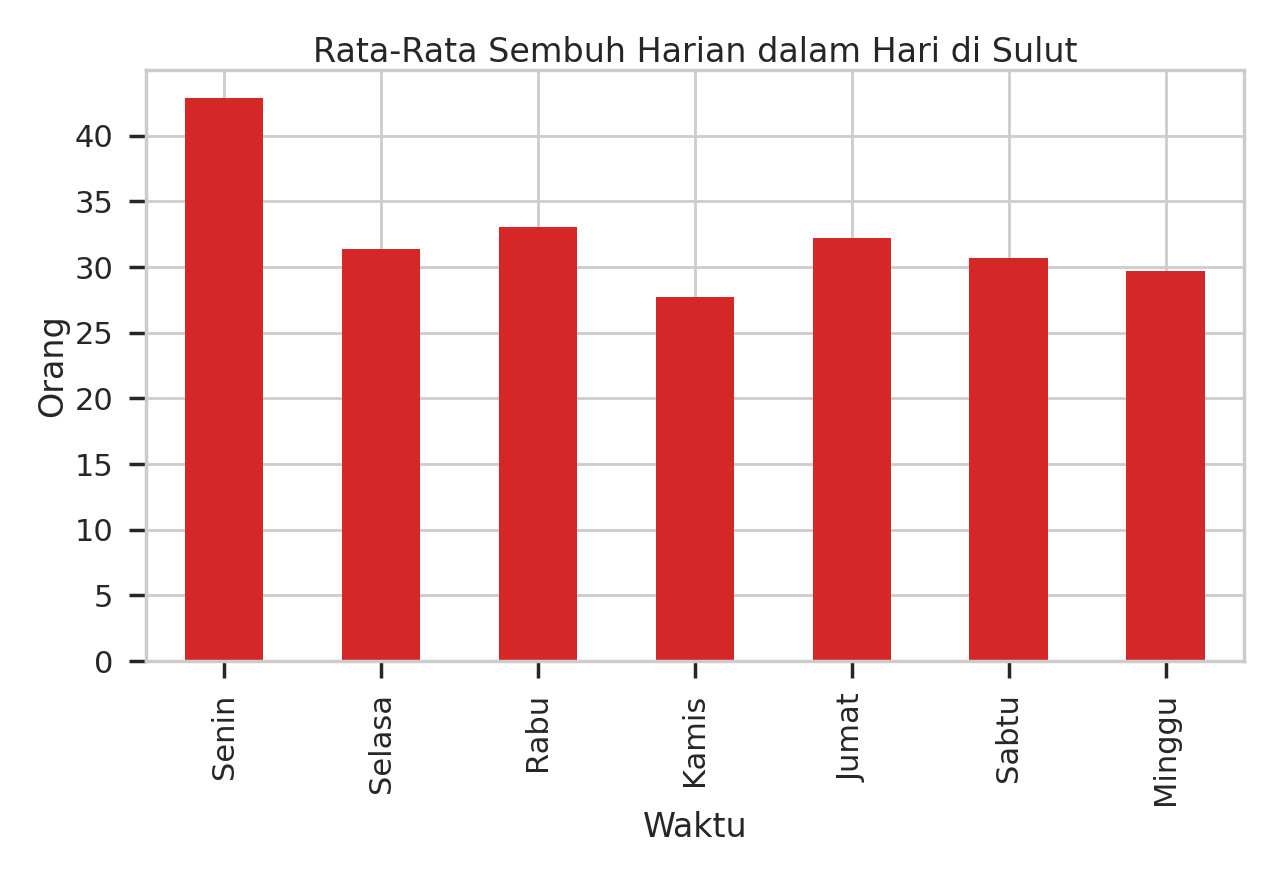 Rata-Rata Sembuh Harian dalam Hari di Sulut
Orang
40
35
30
25
20
15
10
5
0
Senin
Selasa
Rabu
Kamis
Jumat
Sabtu
Minggu
Waktu